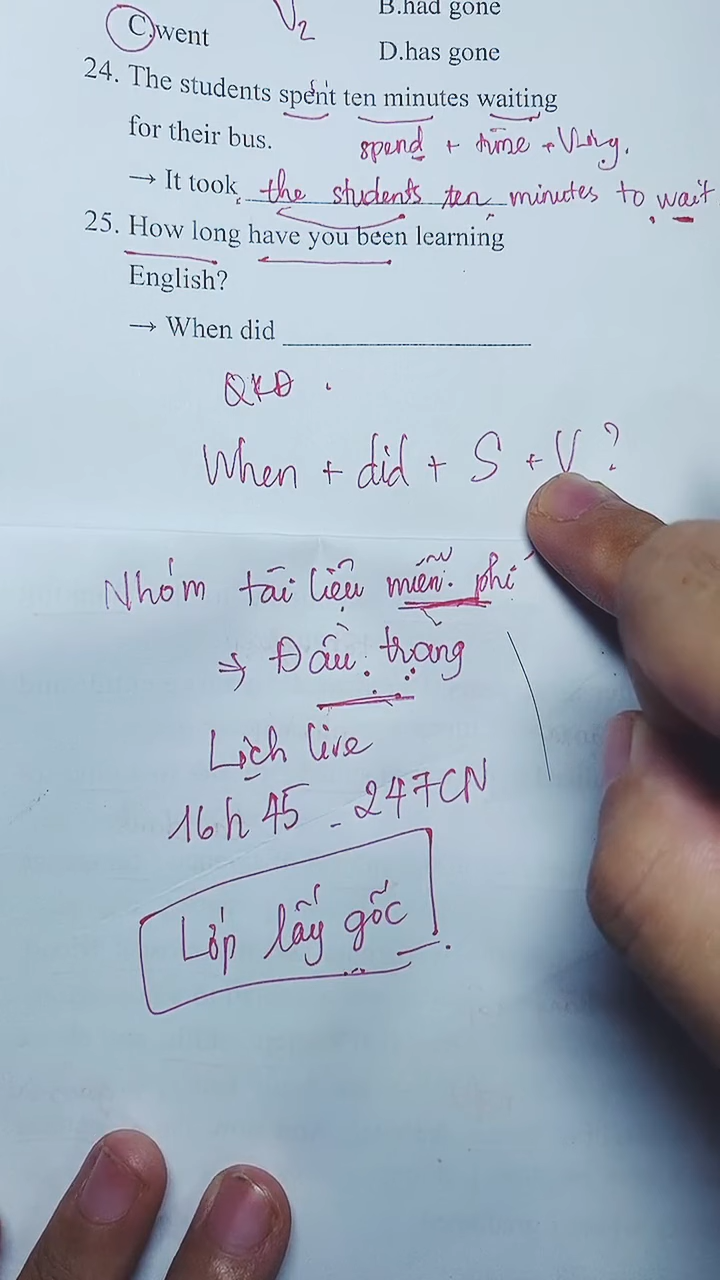 B.had gone
C.went V2
D.has gone
24. The students spent ten minutes waiting
for their bus. spend + time + Ving.
→ It took the students ten minutes to wait
25. How long have you been learning
English?
→ When did ____________
QKĐ.
When + did + S + V ?
Nhóm tài liệu miễn phí
⇒ Đầu trang
Lịch live
16h45 - 247CN
Lớp lấy gốc